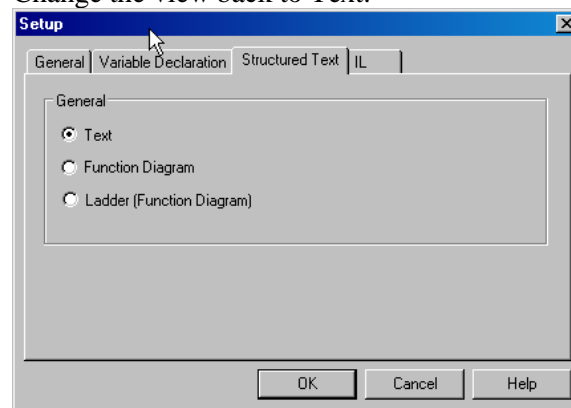 Change the view back to Text.
Setup
General Variable Declaration Structured Text IL
General
Text
Function Diagram
Ladder (Function Diagram)
OK Cancel Help